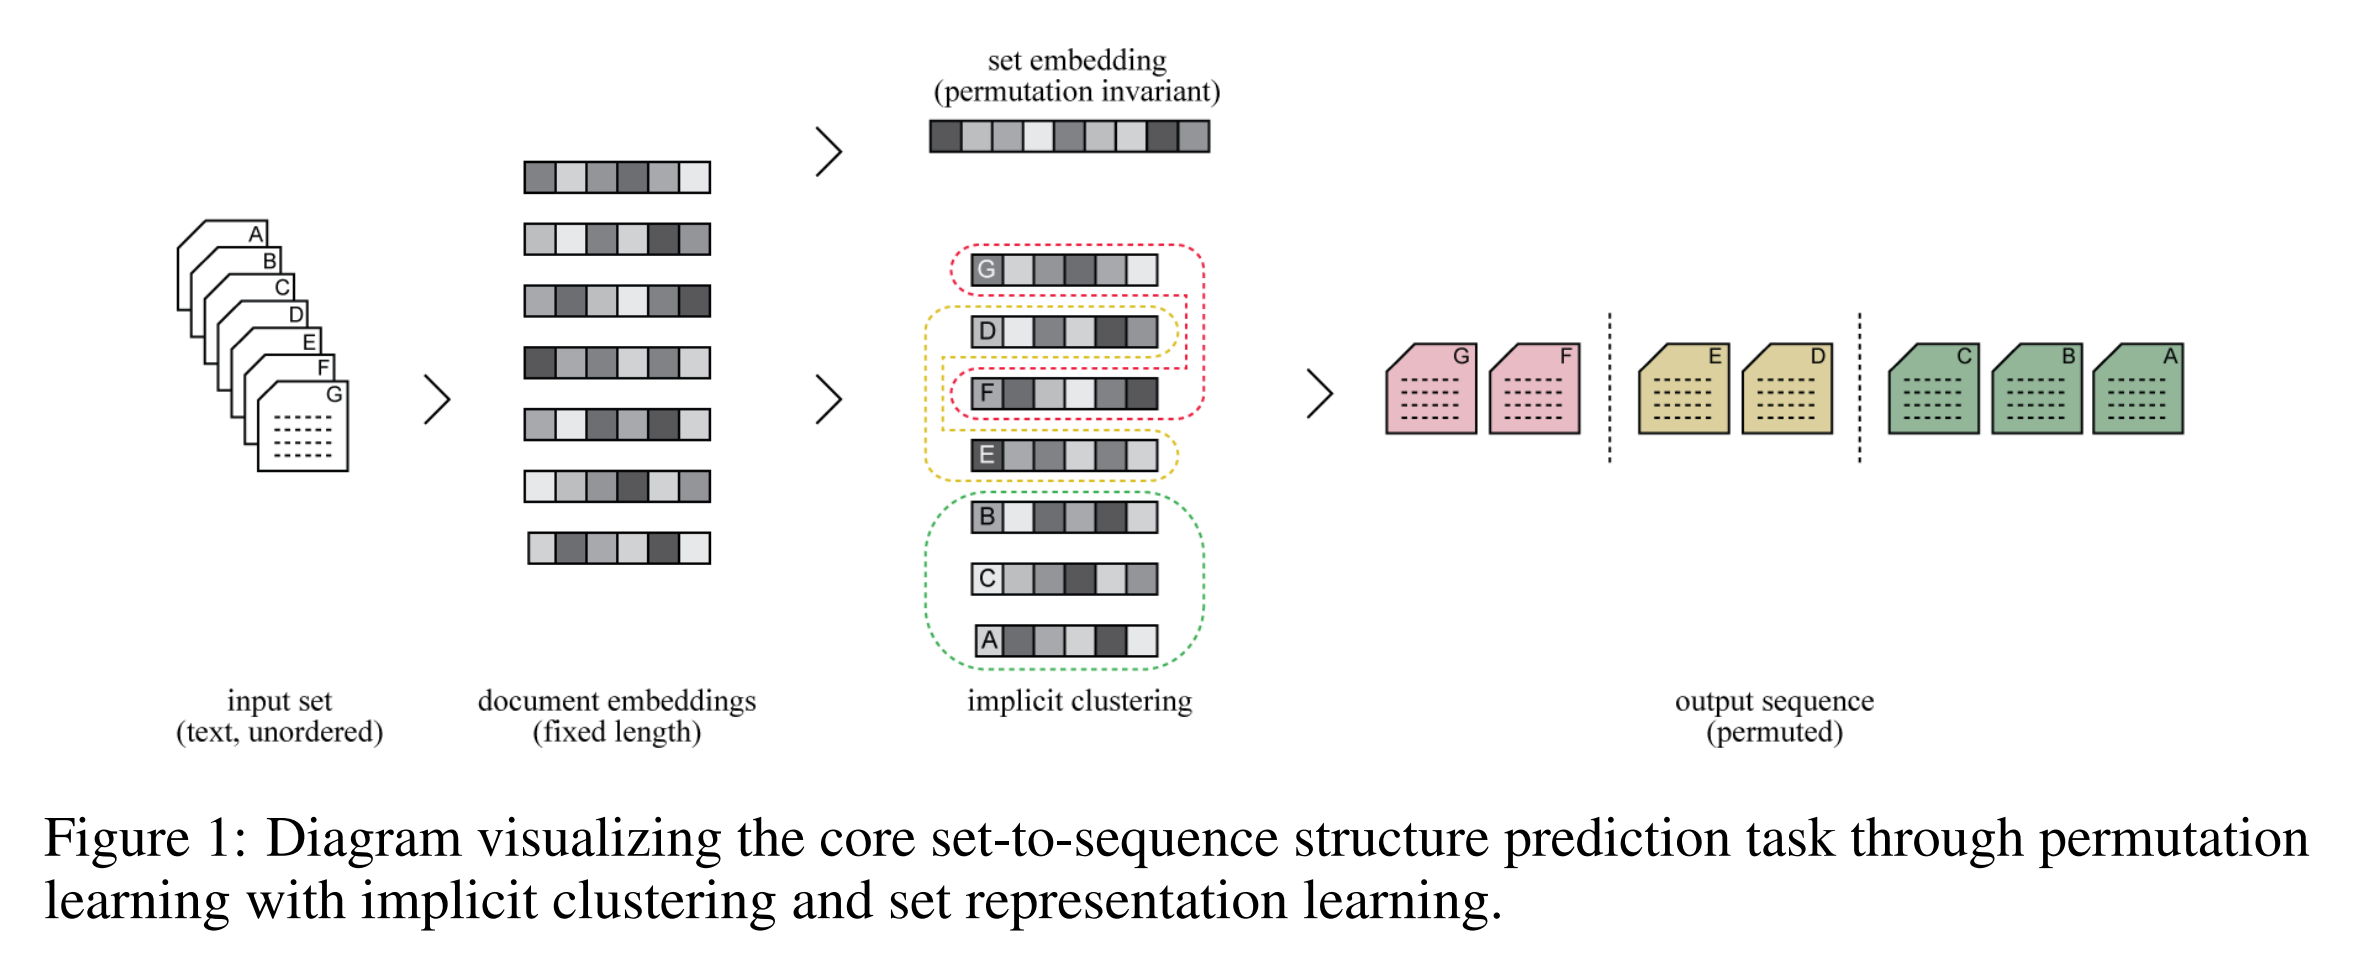 set embedding
(permutation invariant)
A
B
C
D
E
F
G
G
D
F
E
B
C
A
G F E D C B A
input set
(text, unordered)
document embeddings
(fixed length)
implicit clustering
output sequence
(permuted)
Figure 1: Diagram visualizing the core set-to-sequence structure prediction task through permutation
learning with implicit clustering and set representation learning.